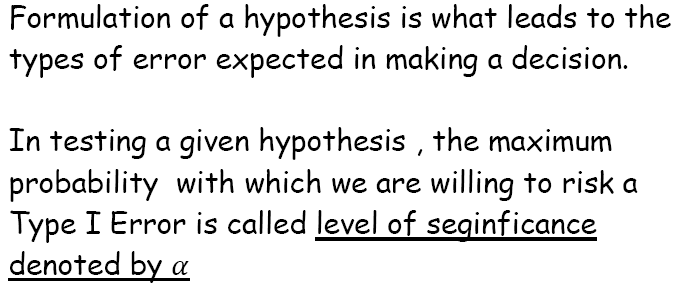 Formulation of a hypothesis is what leads to the
types of error expected in making a decision.
In testing a given hypothesis , the maximum
probability with which we are willing to risk a
Type I Error is called level of seginficance
denoted by α